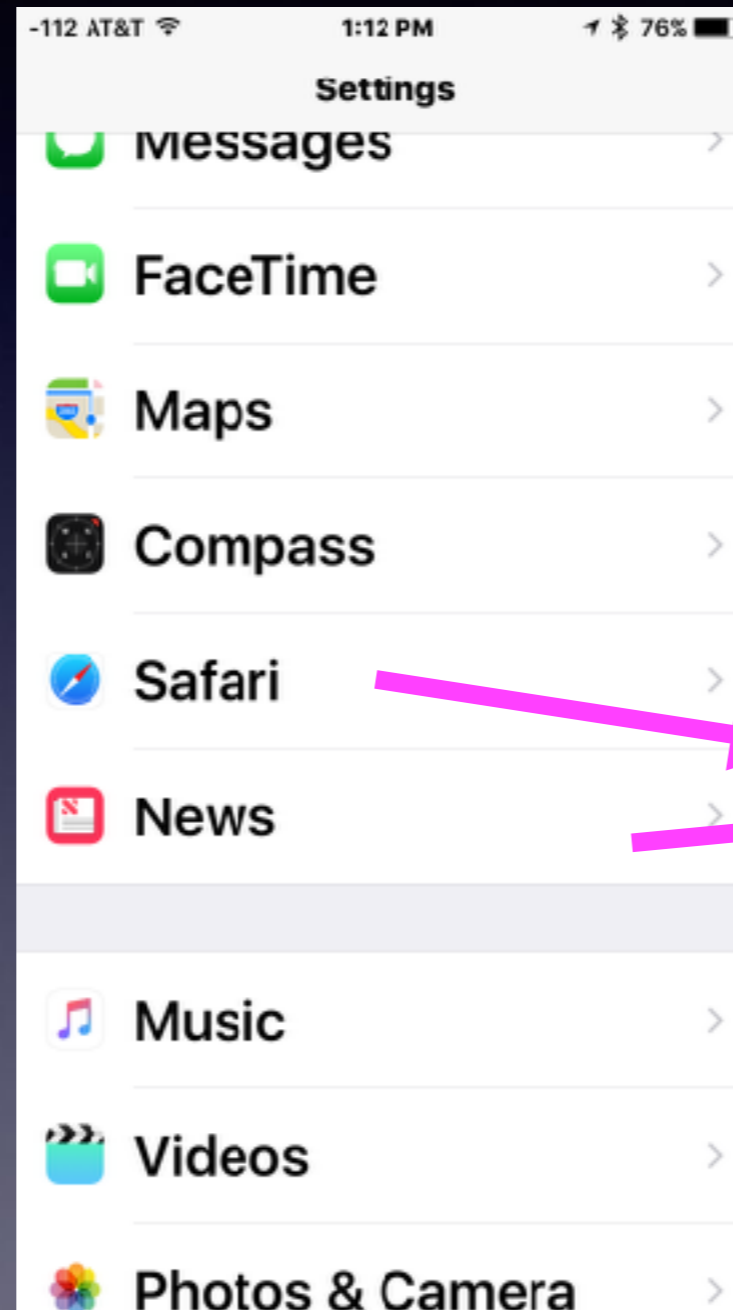 -112 AT&T 1:12 PM 76%
Settings
Messages
FaceTime
Maps
Compass
Safari
News
Music
Videos
Photos & Camera